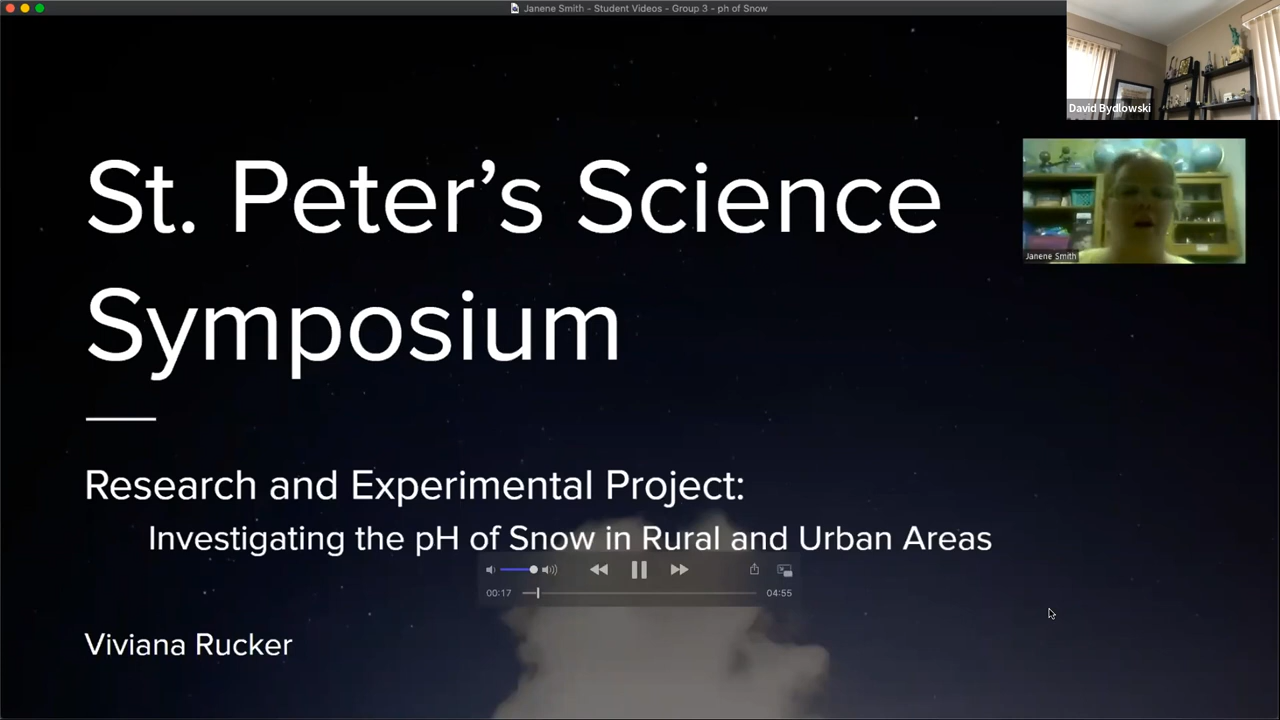 Janene Smith - Student Videos - Group 3 - ph of Snow
David Bydlowski
St. Peter’s Science
Symposium
Janene Smith
Research and Experimental Project:
Investigating the pH of Snow in Rural and Urban Areas
00:17
04:55
Viviana Rucker